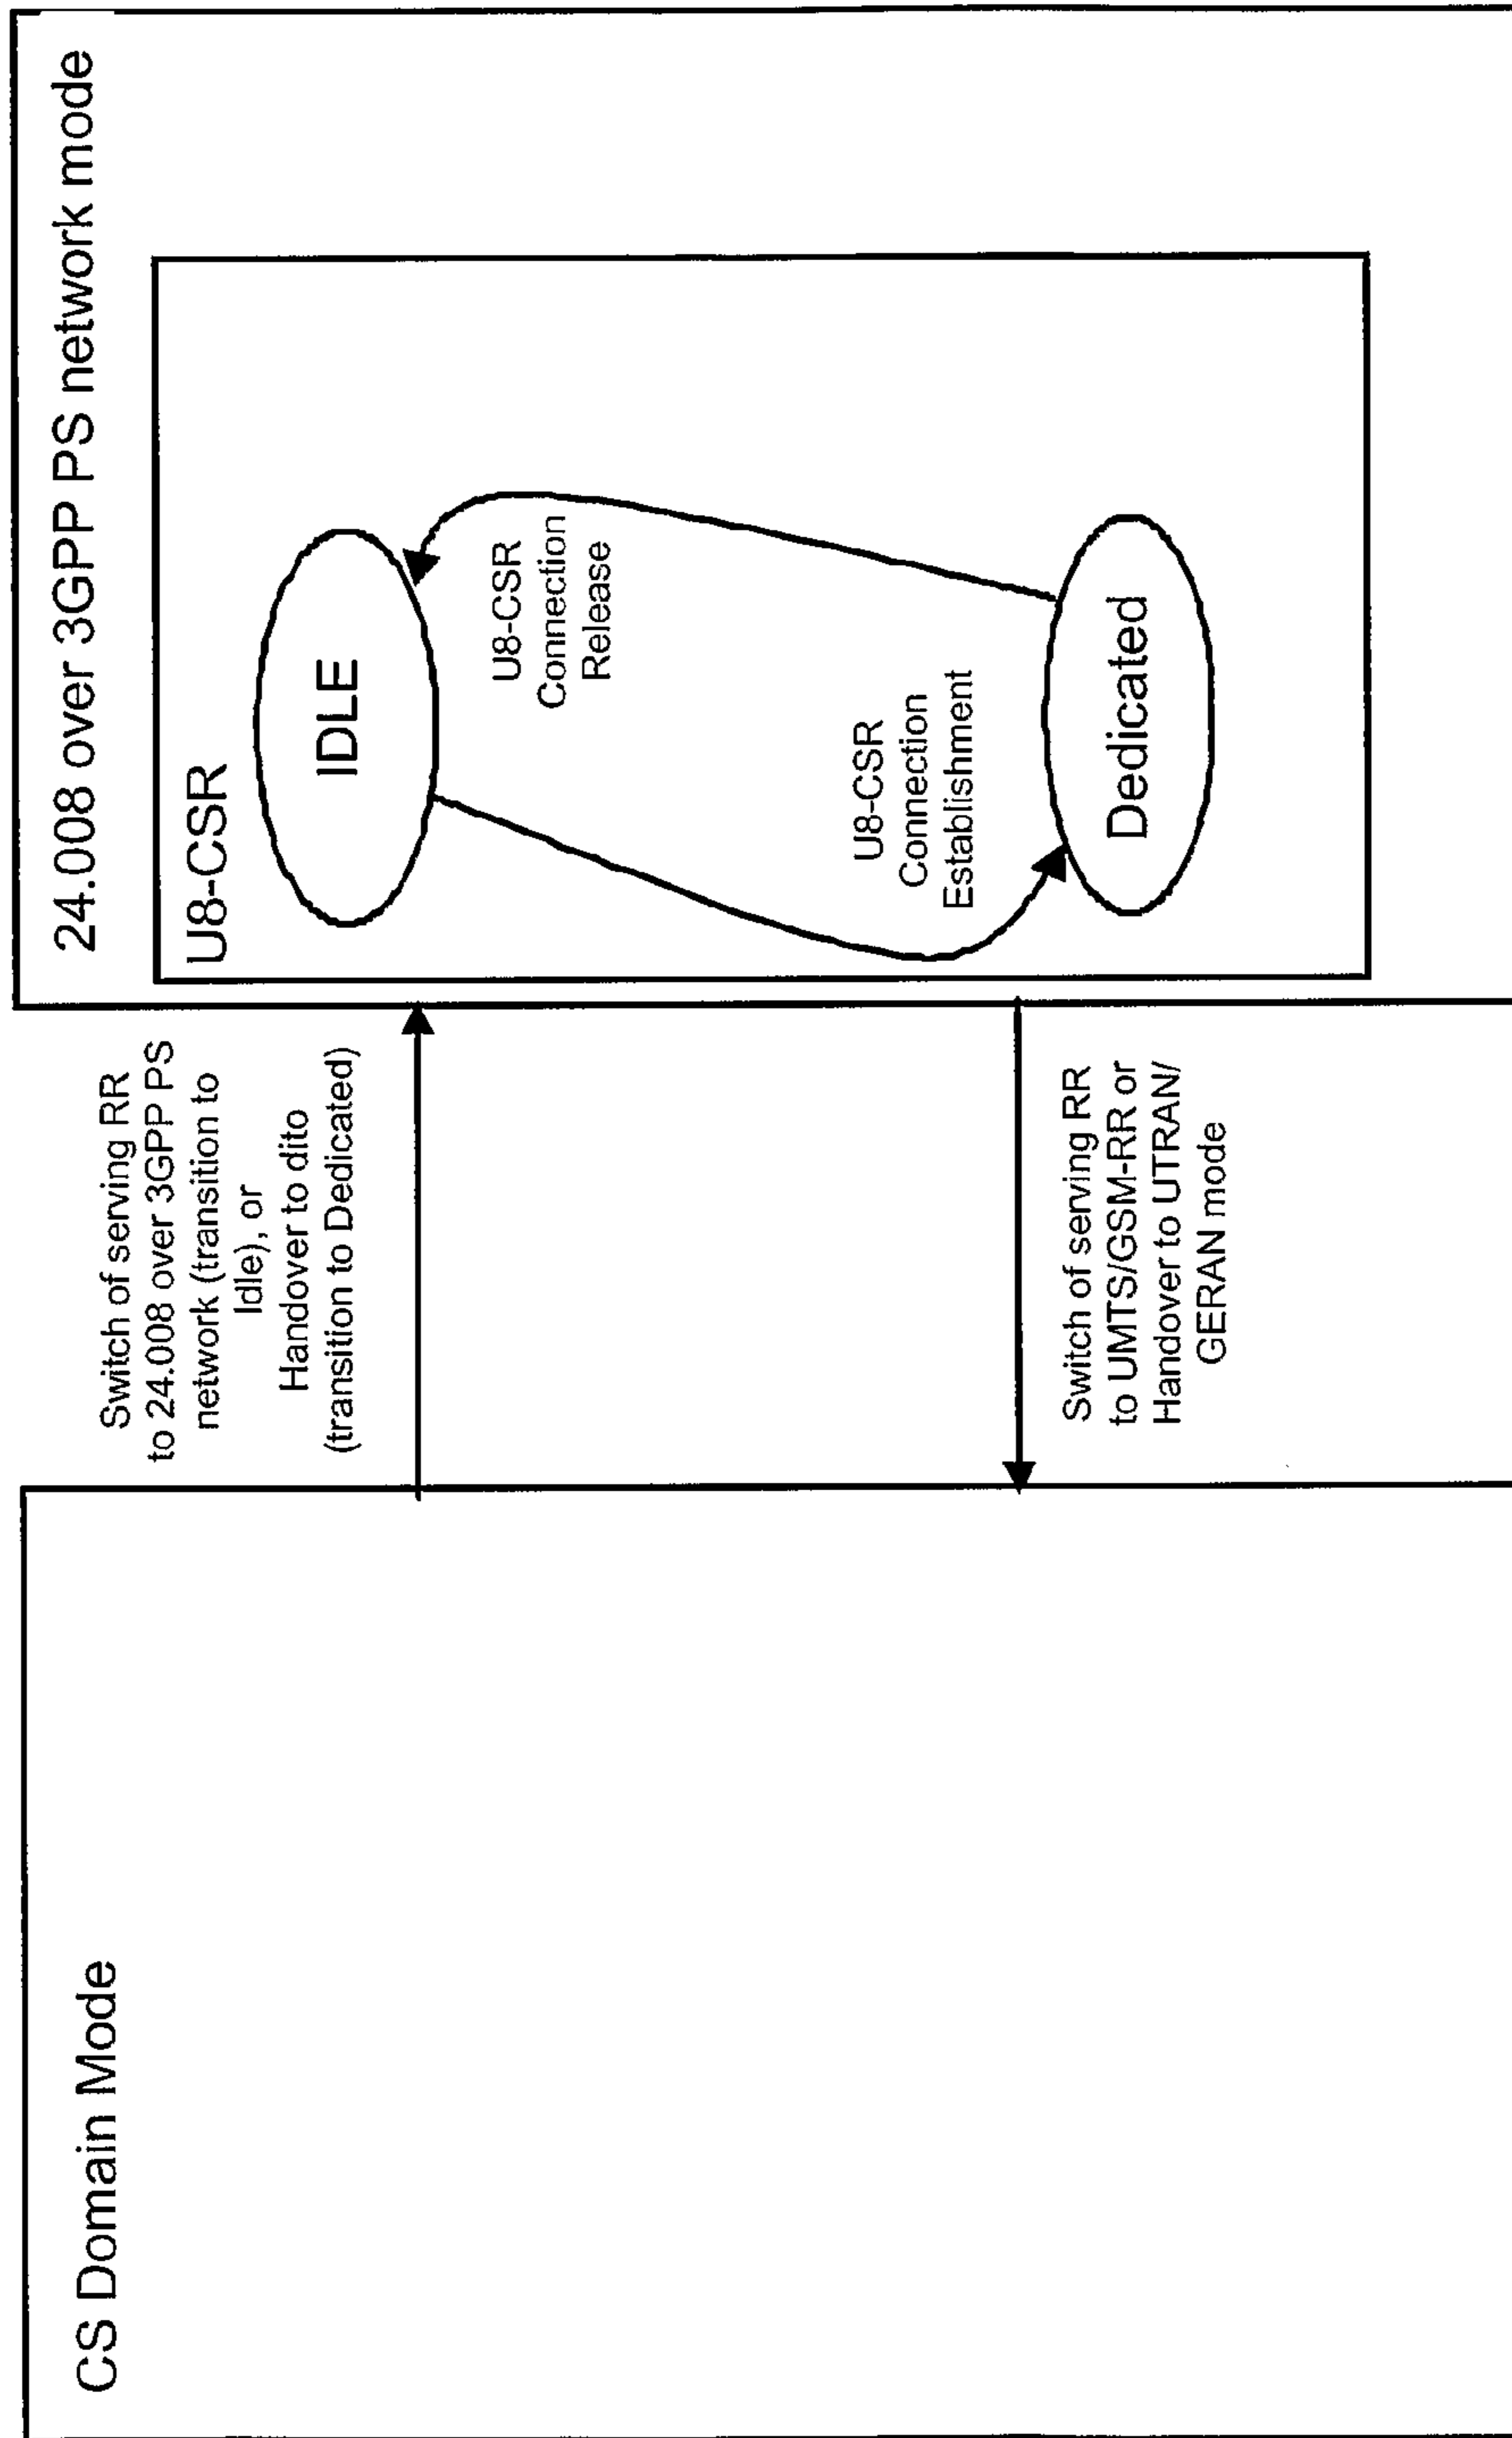 CS Domain Mode
Switch of serving RR
to 24.008 over 3GPP PS
network (transition to
Idle), or
Handover to dito
(transition to Dedicated)
Switch of serving RR
to UMTS/GSM-RR or
Handover to UTRAN/
GERAN mode
24.008 over 3GPP PS network mode
U8-CSR
IDLE
U8-CSR
Connection
Release
U8-CSR
Connection
Establishment
Dedicated